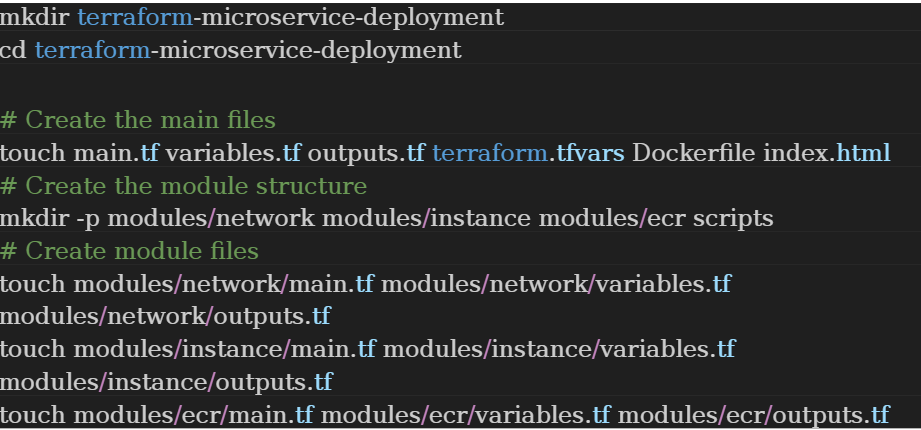 mkdir terraform-microservice-deployment
cd terraform-microservice-deployment
# Create the main files
touch main.tf variables.tf outputs.tf terraform.tfvars Dockerfile index.html
# Create the module structure
mkdir -p modules/network modules/instance modules/ecr scripts
# Create module files
touch modules/network/main.tf modules/network/variables.tf
modules/network/outputs.tf
touch modules/instance/main.tf modules/instance/variables.tf
modules/instance/outputs.tf
touch modules/ecr/main.tf modules/ecr/variables.tf modules/ecr/outputs.tf